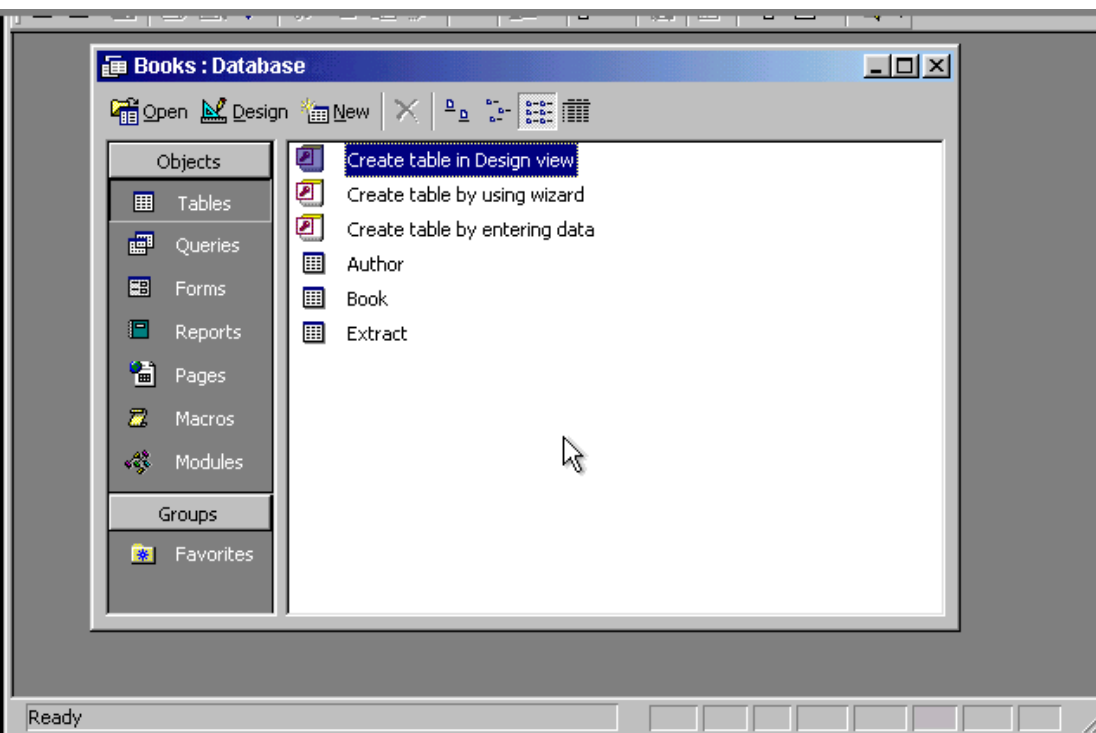 Books : Database
Open Design New
Objects
Tables
Queries
Forms
Reports
Pages
Macros
Modules
Groups
Favorites
Create table in Design view
Create table by using wizard
Create table by entering data
Author
Book
Extract
Ready